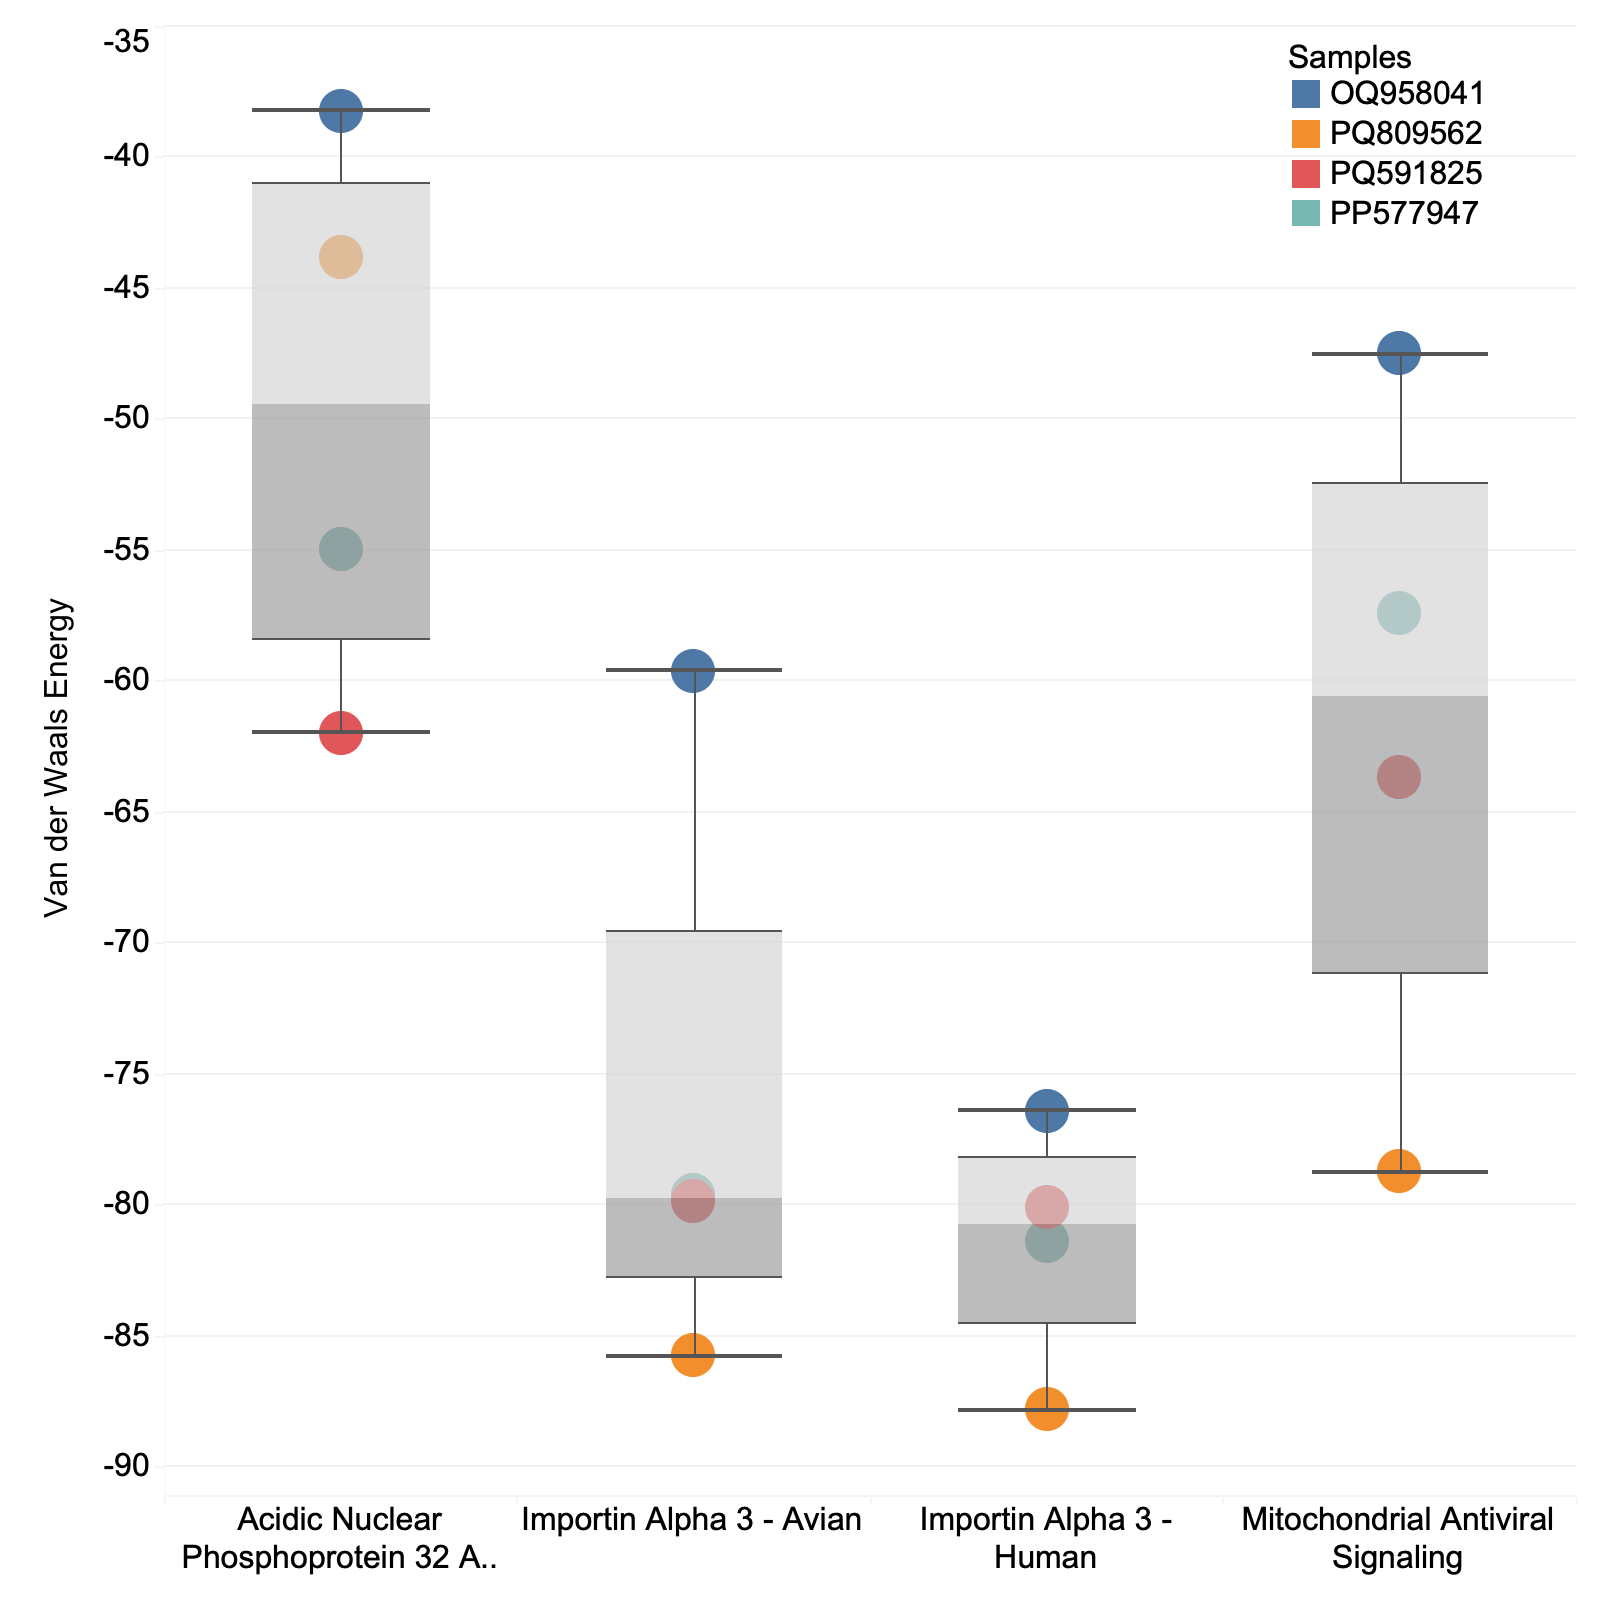 Samples
OQ958041
PQ809562
PQ591825
PP577947
Van der Waals Energy
-35
-40
-45
-50
-55
-60
-65
-70
-75
-80
-85
-90
Acidic Nuclear
Phosphoprotein 32 A..
Importin Alpha 3 - Avian
Importin Alpha 3 -
Human
Mitochondrial Antiviral
Signaling